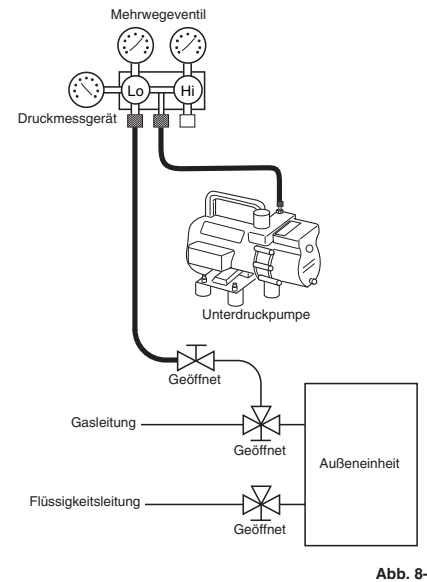 Mehrwegeventil
Lo
Hi
Druckmessgerät
Unterdruckpumpe
Geöffnet
Gasleitung
Geöffnet
Außeneinheit
Flüssigkeitsleitung
Geöffnet
Abb. 8-